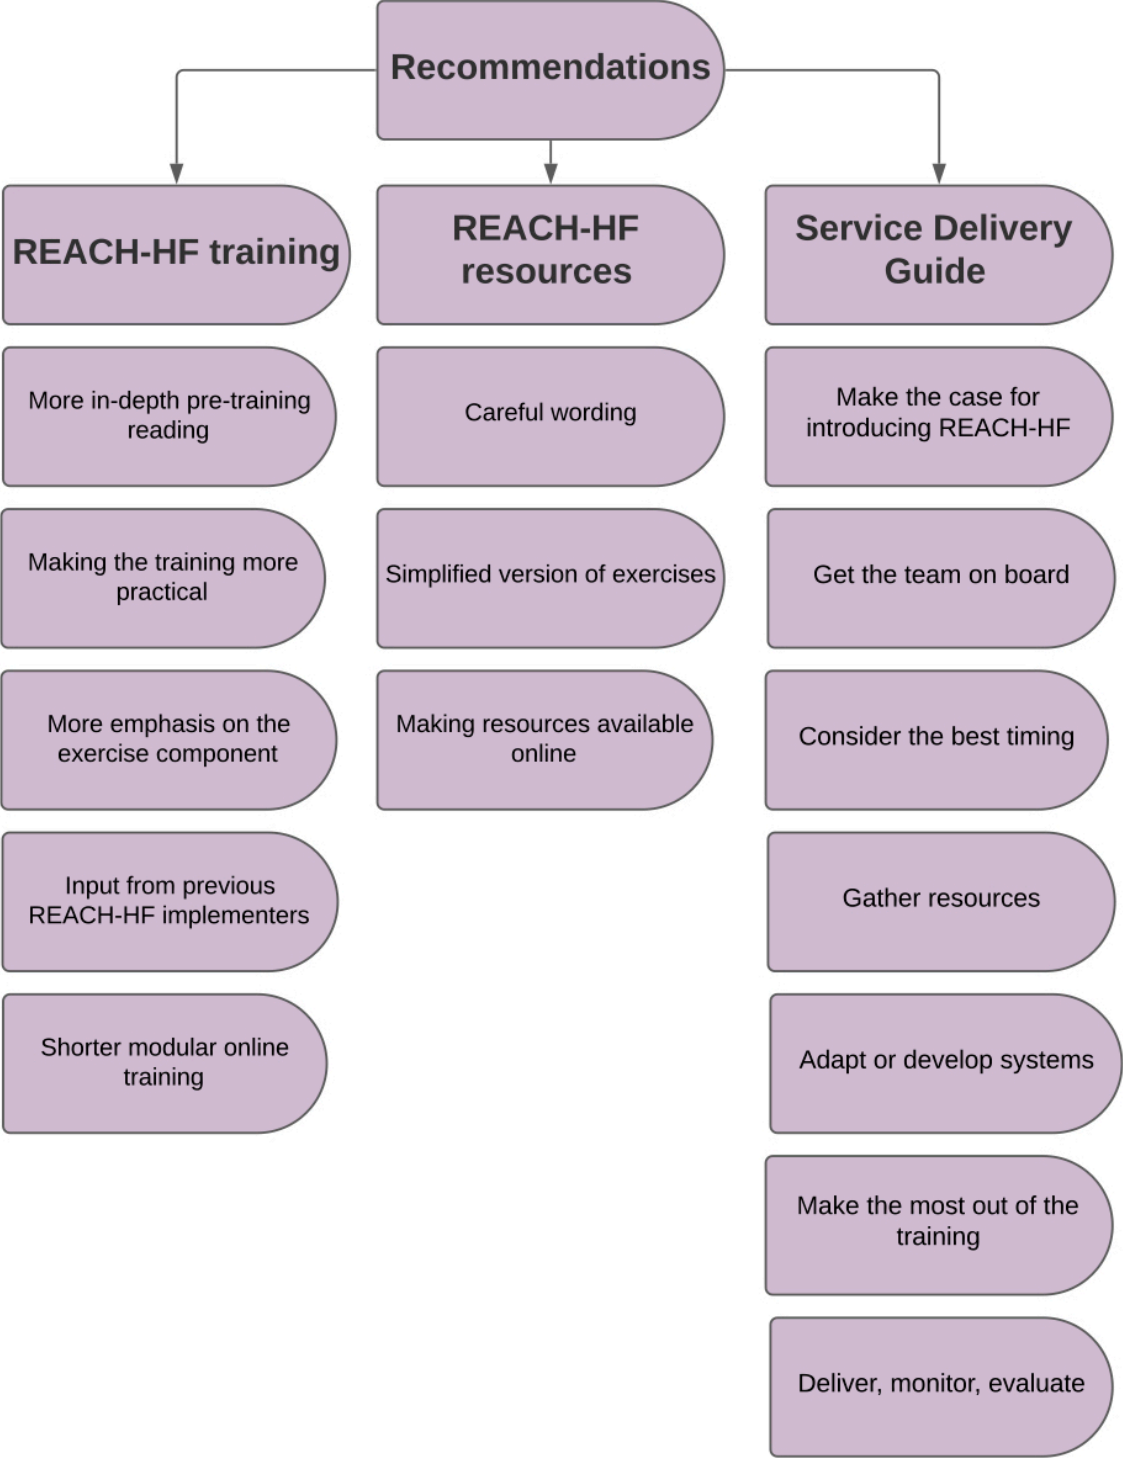 Recommendations
REACH-HF training
More in-depth pre-training
reading
Making the training more
practical
More emphasis on the
exercise component
Input from previous
REACH-HF implementers
Shorter modular online
training
REACH-HF
resources
Careful wording
Simplified version of exercises
Making resources available
online
Service Delivery
Guide
Make the case for
introducing REACH-HF
Get the team on board
Consider the best timing
Gather resources
Adapt or develop systems
Make the most out of the
training
Deliver, monitor, evaluate